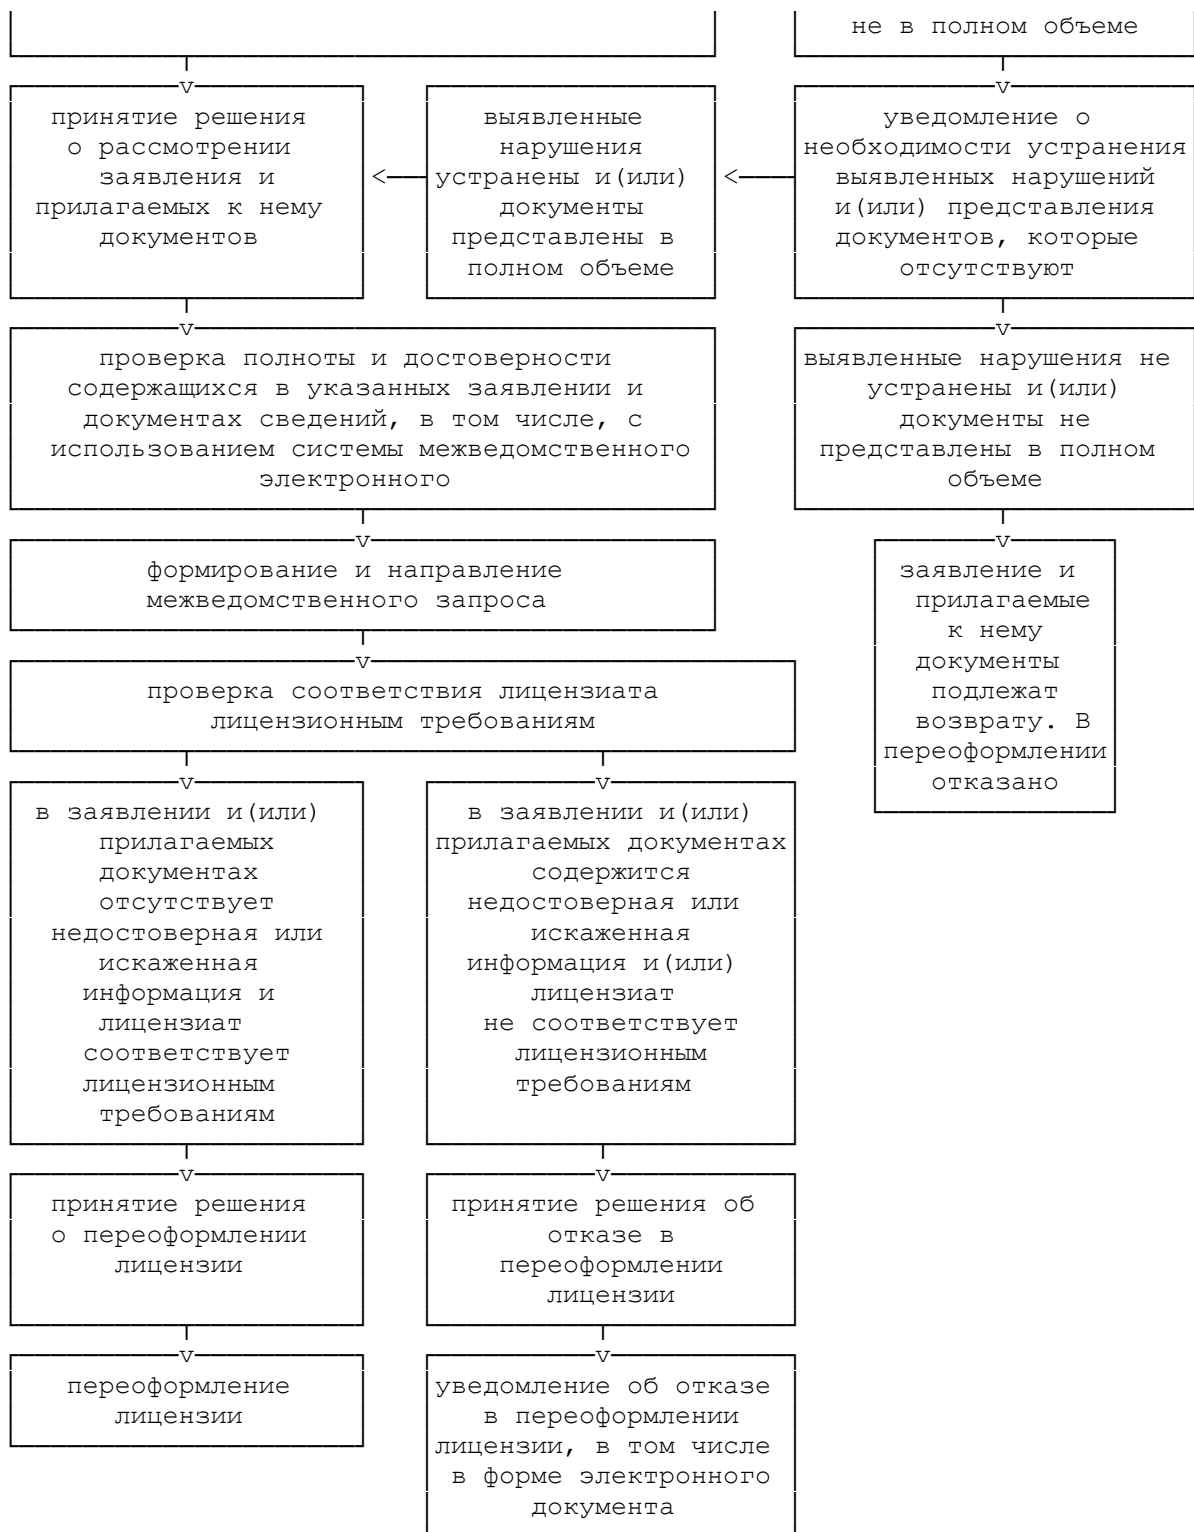 не в полном объеме
принятие решения
о рассмотрении
заявления и
прилагаемых к нему
документов
выявленные
нарушения
устранены и(или)
документы
представлены в
полном объеме
уведомление о
необходимости устранения
выявленных нарушений
и(или) представления
документов, которые
отсутствуют
проверка полноты и достоверности
содержащихся в указанных заявлении и
документах сведений, в том числе, с
использованием системы межведомственного
электронного
выявленные нарушения не
устранены и(или)
документы не
представлены в полном
объеме
формирование и направление
межведомственного запроса
заявление и
прилагаемые
к нему
документы
подлежат
возврату. В
переоформлении
отказано
проверка соответствия лицензиата
лицензионным требованиям
в заявлении и(или)
прилагаемых
документах
отсутствует
недостоверная или
искаженная
информация и
лицензиат
соответствует
лицензионным
требованиям
в заявлении и(или)
прилагаемых документах
содержится
недостоверная или
искаженная
информация и(или)
лицензиат
не соответствует
лицензионным
требованиям
принятие решения
о переоформлении
лицензии
принятие решения об
отказе в
переоформлении
лицензии
переоформление
лицензии
уведомление об отказе
в переоформлении
лицензии, в том числе
в форме электронного
документа